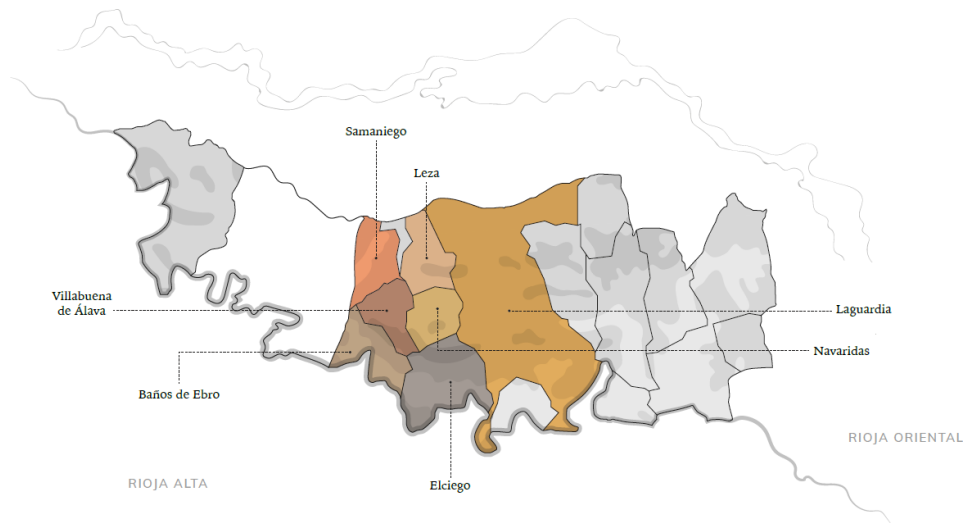 Samaniego
Leza
Villabuena
de Álava
Laguardia
Navaridas
Baños de Ebro
RIOJA ORIENTAL
RIOJA ALTA
Elciego